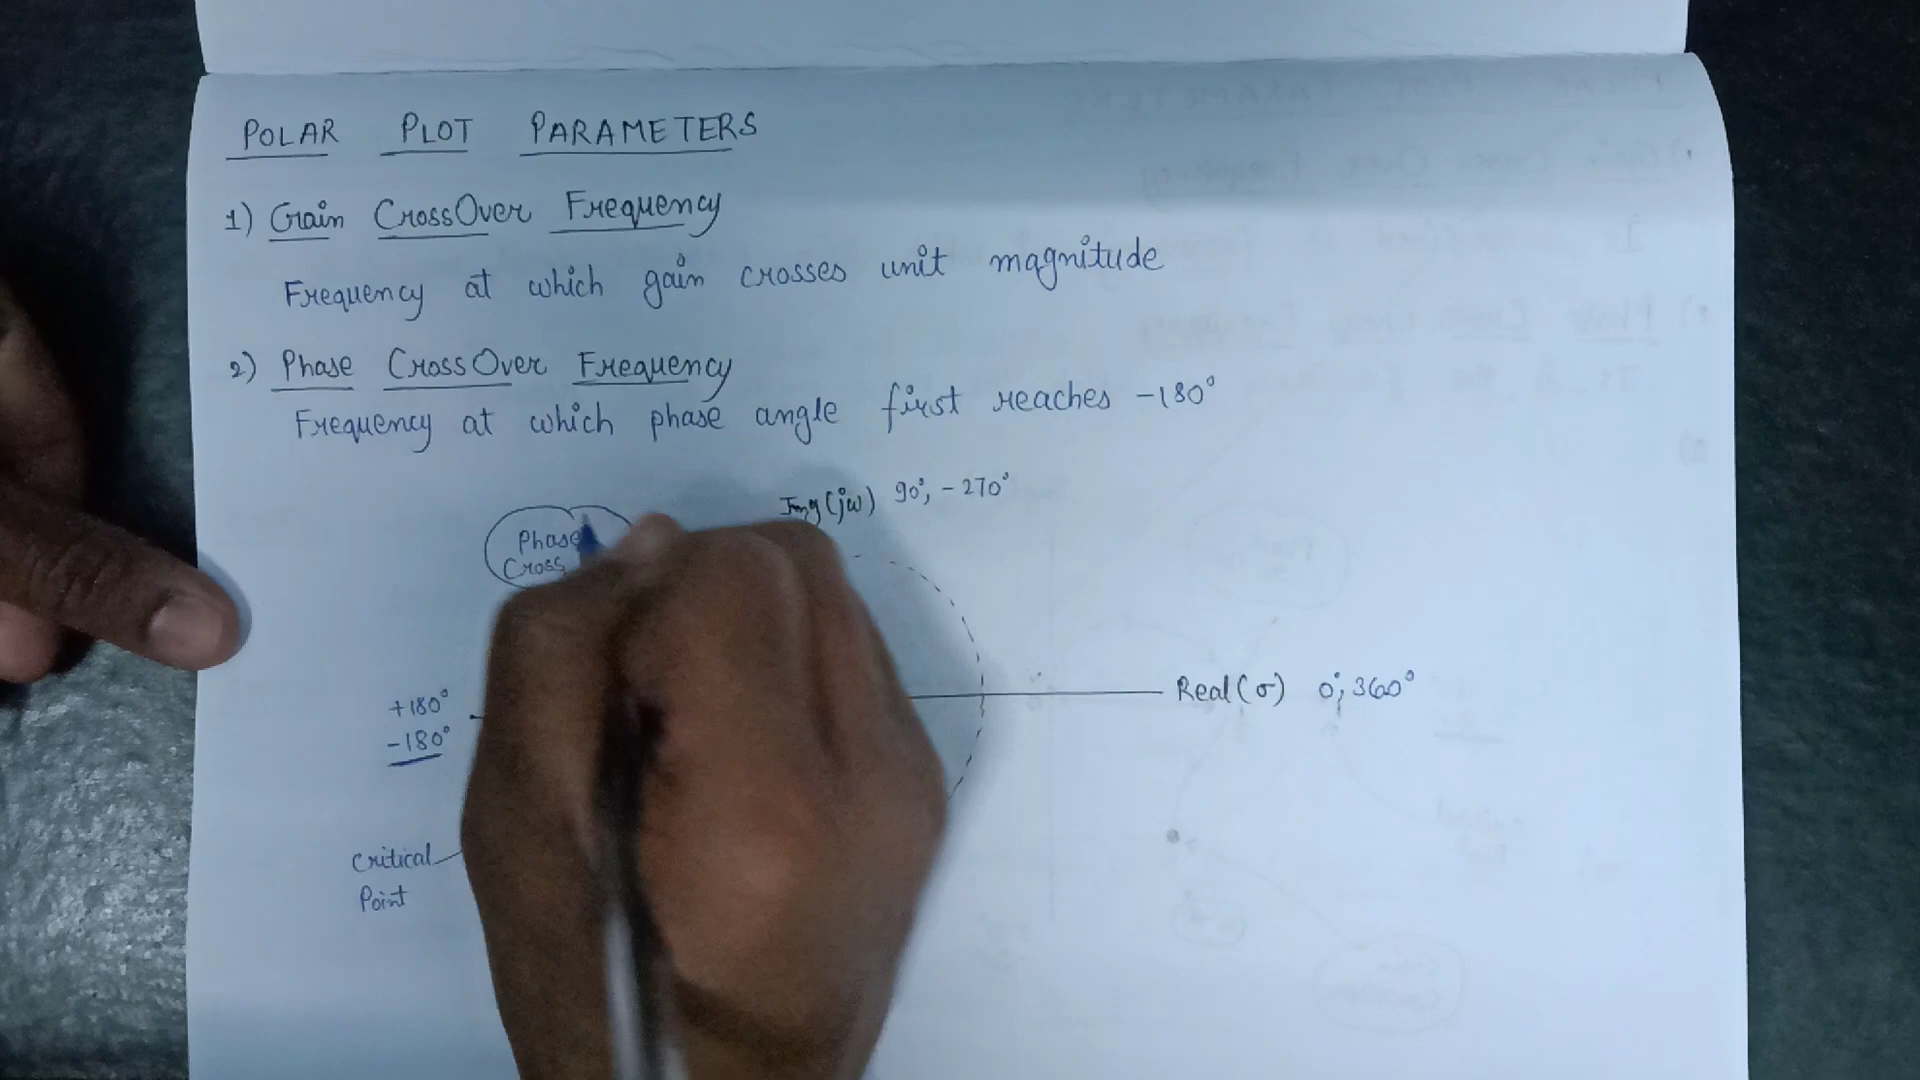 POLAR PLOT PARAMETERS
1) Gain CrossOver Frequency
Frequency at which gain crosses unit magnitude
2) Phase CrossOver Frequency
Frequency at which phase angle first reaches -180°
Img(jω) 90°, -270°
Phase
Cross
+180°
-180°
Real(σ) 0°, 360°
Critical
Point